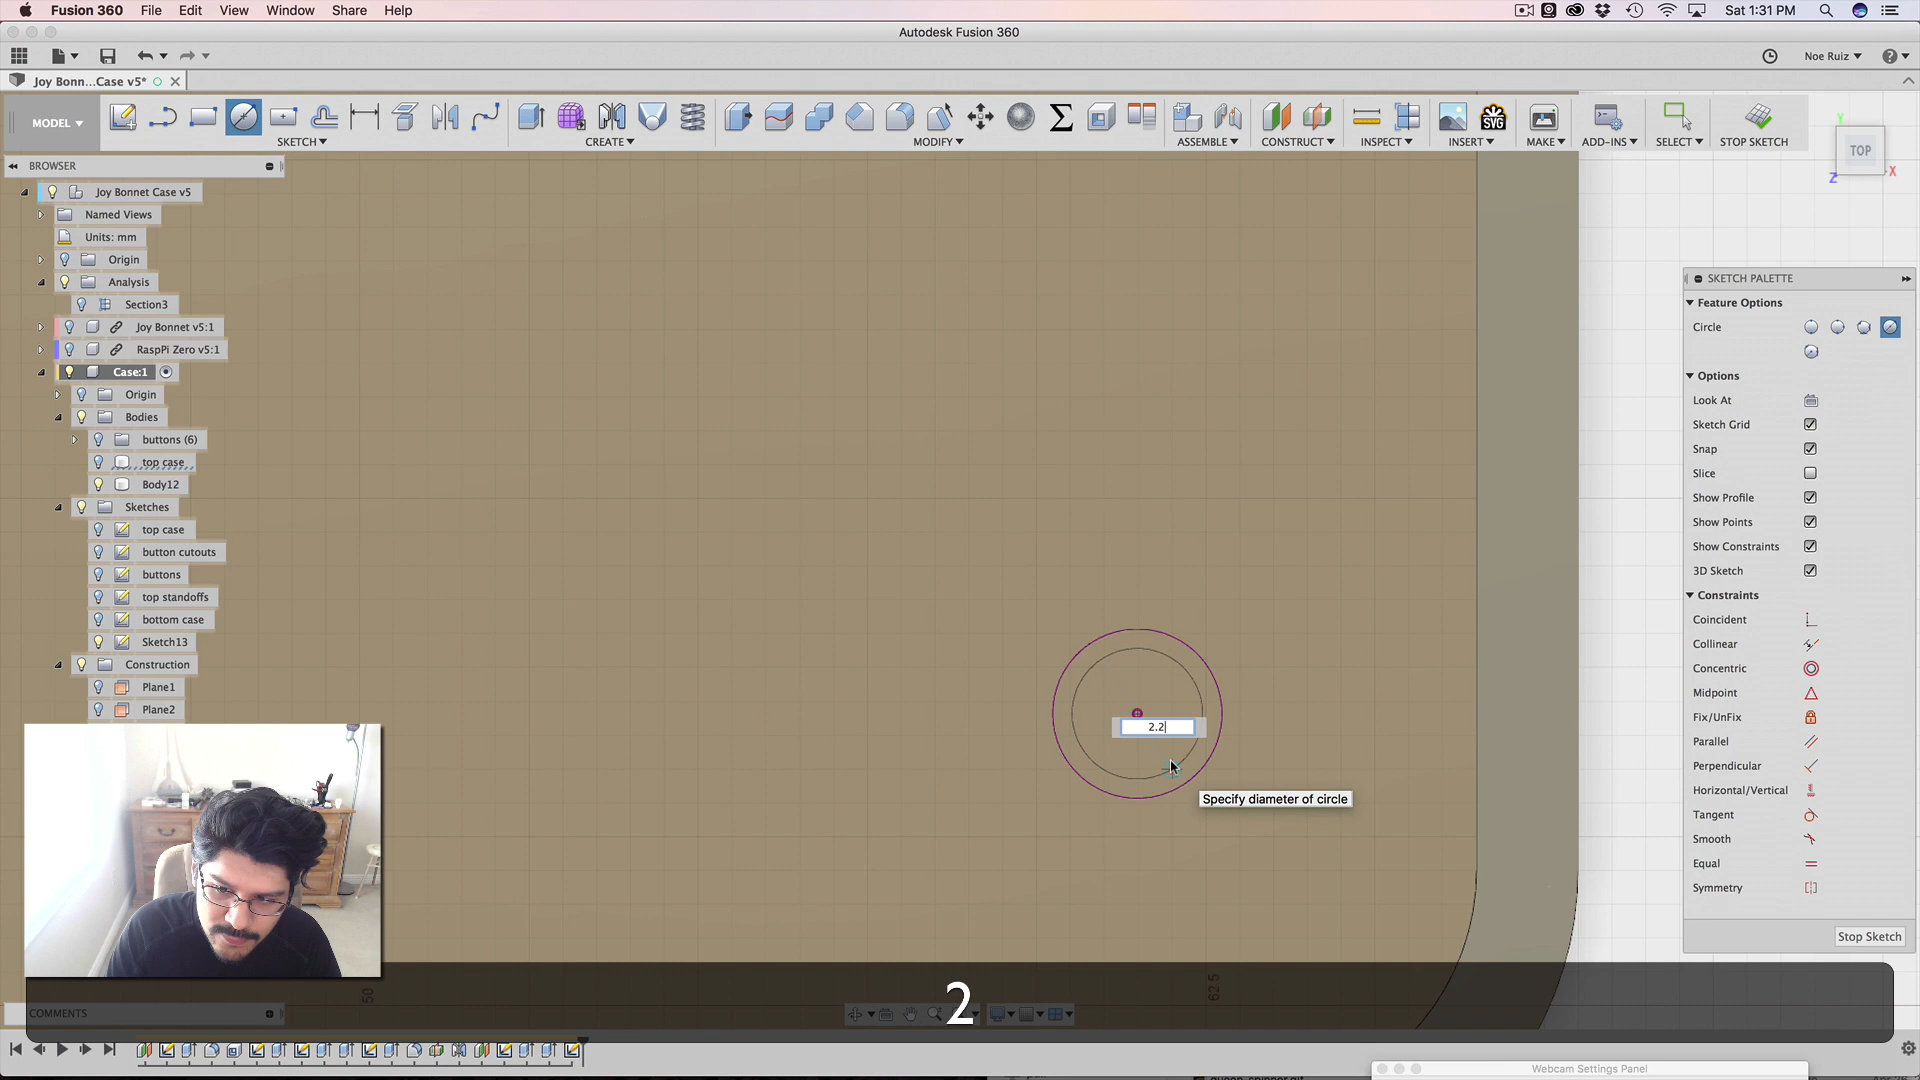 Fusion 360 File Edit View Window Share Help
Sat 1:31 PM
Autodesk Fusion 360
Noe Ruiz
Joy Bonn...Case v5*
MODEL
SKETCH
CREATE
MODIFY
ASSEMBLE
CONSTRUCT
INSPECT
INSERT
MAKE
ADD-INS
SELECT
STOP SKETCH
SVG
TOP
Y
X
Z
BROWSER
Joy Bonnet Case v5
Named Views
Units: mm
Origin
Analysis
Section3
Joy Bonnet v5:1
RaspPi Zero v5:1
Case:1
Origin
Bodies
buttons (6)
top case
Body12
Sketches
top case
button cutouts
buttons
top standoffs
bottom case
Sketch13
Construction
Plane1
Plane2
SKETCH PALETTE
Feature Options
Circle
Options
Look At
Sketch Grid
Snap
Slice
Show Profile
Show Points
Show Constraints
3D Sketch
Constraints
Coincident
Collinear
Concentric
Midpoint
Fix/UnFix
Parallel
Perpendicular
Horizontal/Vertical
Tangent
Smooth
Equal
Symmetry
Stop Sketch
2.2
Specify diameter of circle
50
62.5
2
COMMENTS
Webcam Settings Panel